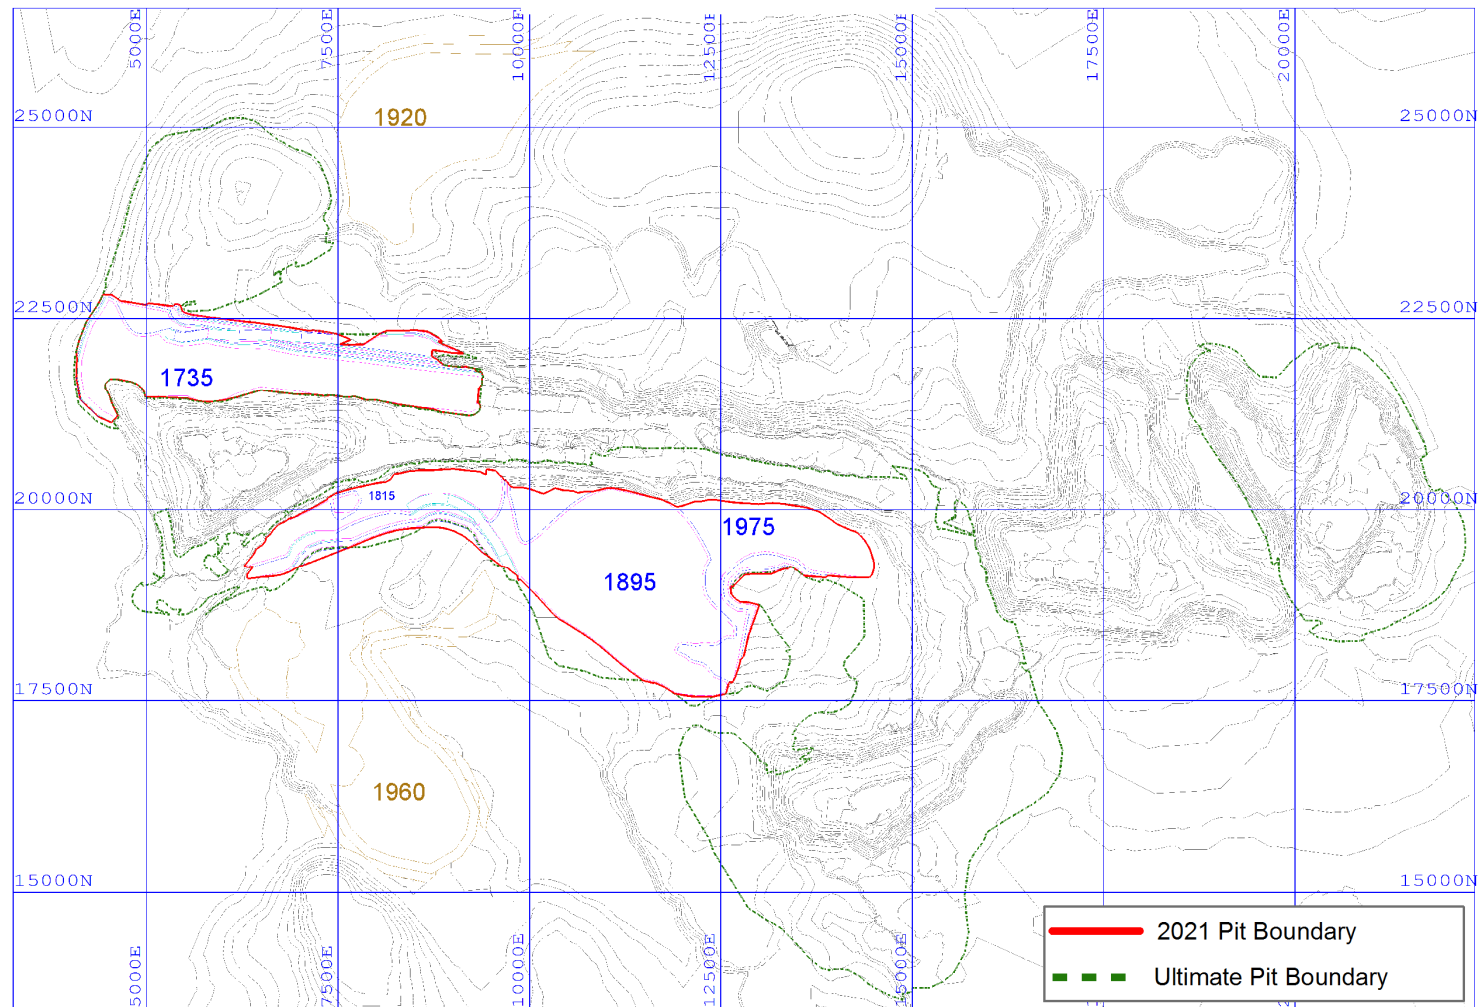 5000E 7500E 10000E 12500E 15000E 17500E 20000E
25000N 1920 25000N
22500N 22500N
1735
20000N 1815 20000N
1975
1895
17500N 17500N
1960
15000N 15000N
2021 Pit Boundary
Ultimate Pit Boundary
5000E 7500E 10000E 12500E 15000E